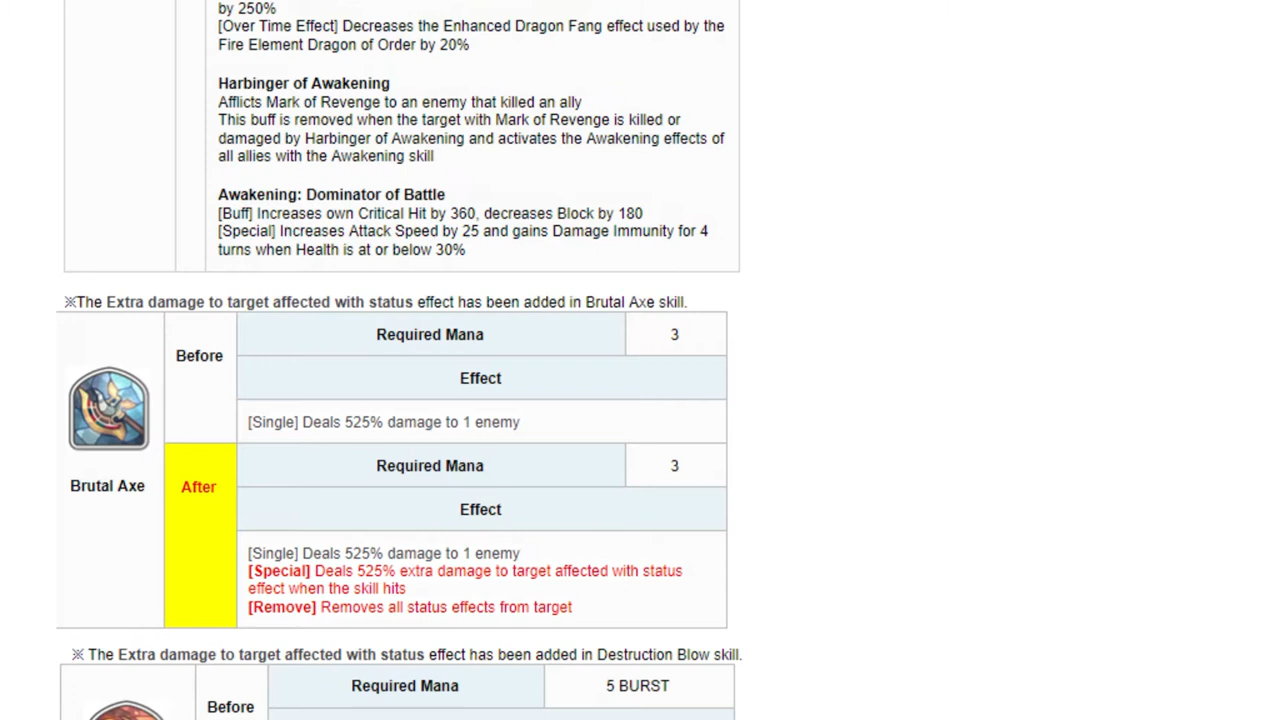 by 250%
[Over Time Effect] Decreases the Enhanced Dragon Fang effect used by the
Fire Element Dragon of Order by 20%
Harbinger of Awakening
Afflicts Mark of Revenge to an enemy that killed an ally
This buff is removed when the target with Mark of Revenge is killed or
damaged by Harbinger of Awakening and activates the Awakening effects of
all allies with the Awakening skill
Awakening: Dominator of Battle
[Buff] Increases own Critical Hit by 360, decreases Block by 180
[Special] Increases Attack Speed by 25 and gains Damage Immunity for 4
turns when Health is at or below 30%
※The Extra damage to target affected with status effect has been added in Brutal Axe skill.
Before
Required Mana 3
Effect
[Single] Deals 525% damage to 1 enemy
Brutal Axe
After
Required Mana 3
Effect
[Single] Deals 525% damage to 1 enemy
[Special] Deals 525% extra damage to target affected with status
effect when the skill hits
[Remove] Removes all status effects from target
※ The Extra damage to target affected with status effect has been added in Destruction Blow skill.
Before
Required Mana 5 BURST